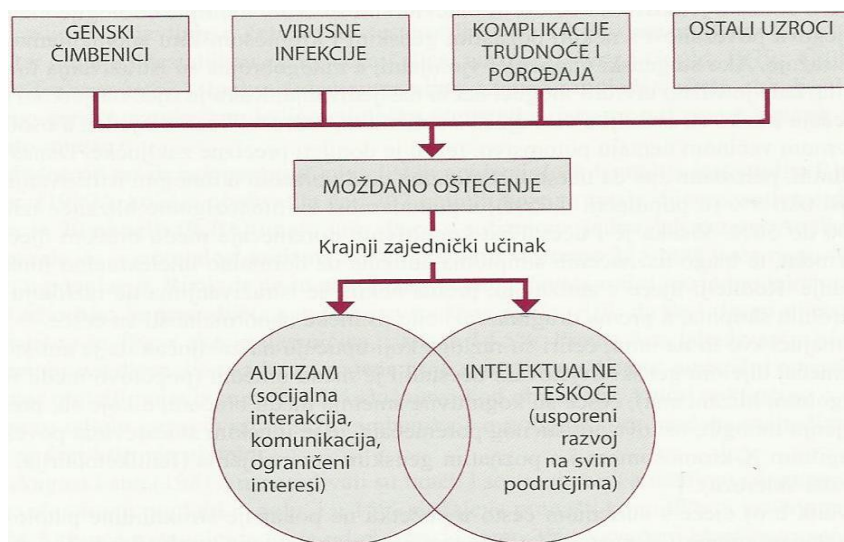 GENSKI
ČIMBENICI
VIRUSNE
INFEKCIJE
KOMPLIKACIJE
TRUDNOĆE I
POROĐAJA
OSTALI UZROCI
MOŽDANO OŠTEĆENJE
Krajnji zajednički učinak
AUTIZAM
(socijalna
interakcija,
komunikacija,
ograničeni
interesi)
INTELEKTUALNE
TEŠKOĆE
(usporeni
razvoj
na svim
područjima)